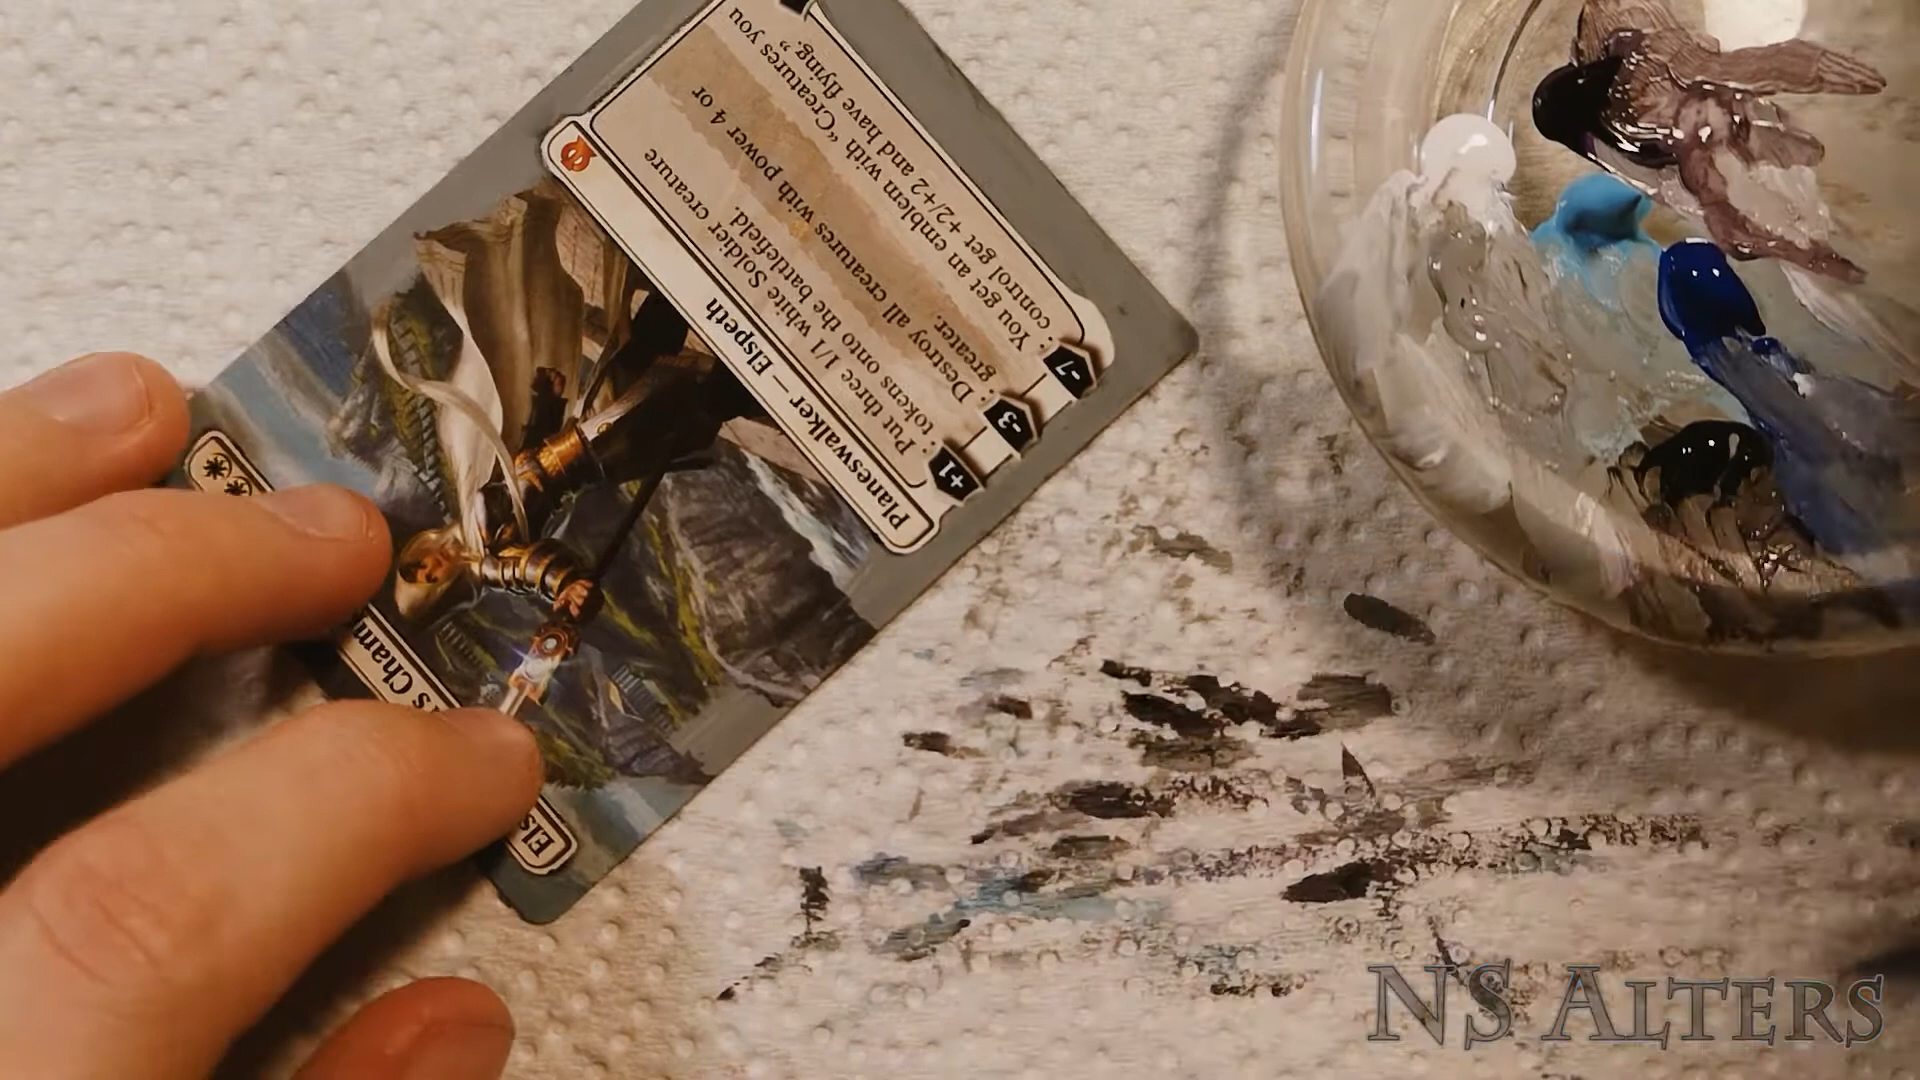 Els
's Cham
Planeswalker — Elspeth
+1
: Put three 1/1 white Soldier creature
tokens onto the battlefield.
-3
: Destroy all creatures with power 4 or
greater.
-7
: You get an emblem with “Creatures you
control get +2/+2 and have flying.”
NS ALTERS